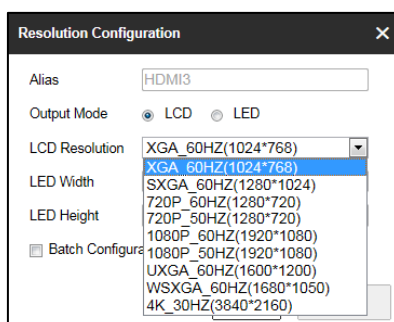 Resolution Configuration ×
Alias HDMI3
Output Mode LCD LED
LCD Resolution XGA_60HZ(1024*768)
XGA_60HZ(1024*768)
LED Width SXGA_60HZ(1280*1024)
720P_60HZ(1280*720)
LED Height 720P_50HZ(1280*720)
1080P_60HZ(1920*1080)
Batch Configura 1080P_50HZ(1920*1080)
UXGA_60HZ(1600*1200)
WSXGA_60HZ(1680*1050)
4K_30HZ(3840*2160)